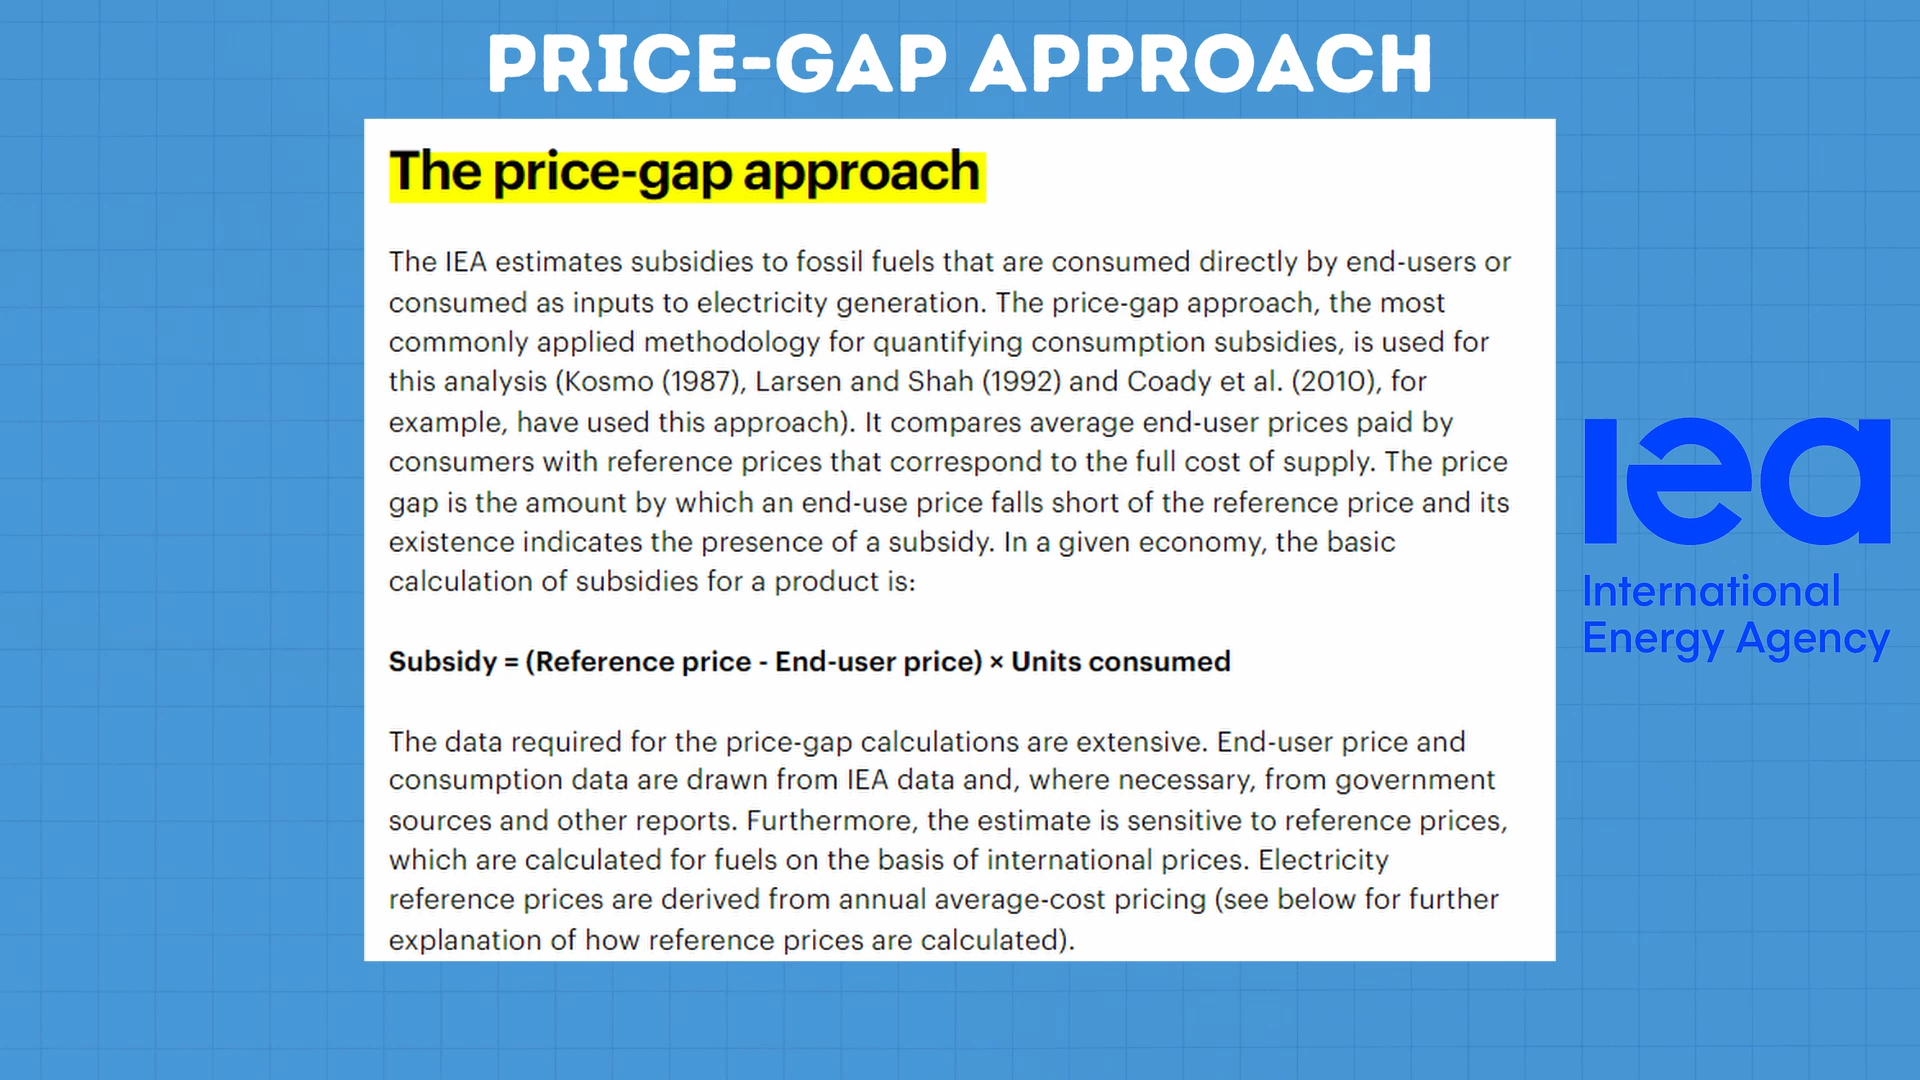 PRICE-GAP APPROACH
The price-gap approach
The IEA estimates subsidies to fossil fuels that are consumed directly by end-users or
consumed as inputs to electricity generation. The price-gap approach, the most
commonly applied methodology for quantifying consumption subsidies, is used for
this analysis (Kosmo (1987), Larsen and Shah (1992) and Coady et al. (2010), for
example, have used this approach). It compares average end-user prices paid by
consumers with reference prices that correspond to the full cost of supply. The price
gap is the amount by which an end-use price falls short of the reference price and its
existence indicates the presence of a subsidy. In a given economy, the basic
calculation of subsidies for a product is:
Subsidy = (Reference price - End-user price) × Units consumed
The data required for the price-gap calculations are extensive. End-user price and
consumption data are drawn from IEA data and, where necessary, from government
sources and other reports. Furthermore, the estimate is sensitive to reference prices,
which are calculated for fuels on the basis of international prices. Electricity
reference prices are derived from annual average-cost pricing (see below for further
explanation of how reference prices are calculated).
iea
International
Energy Agency